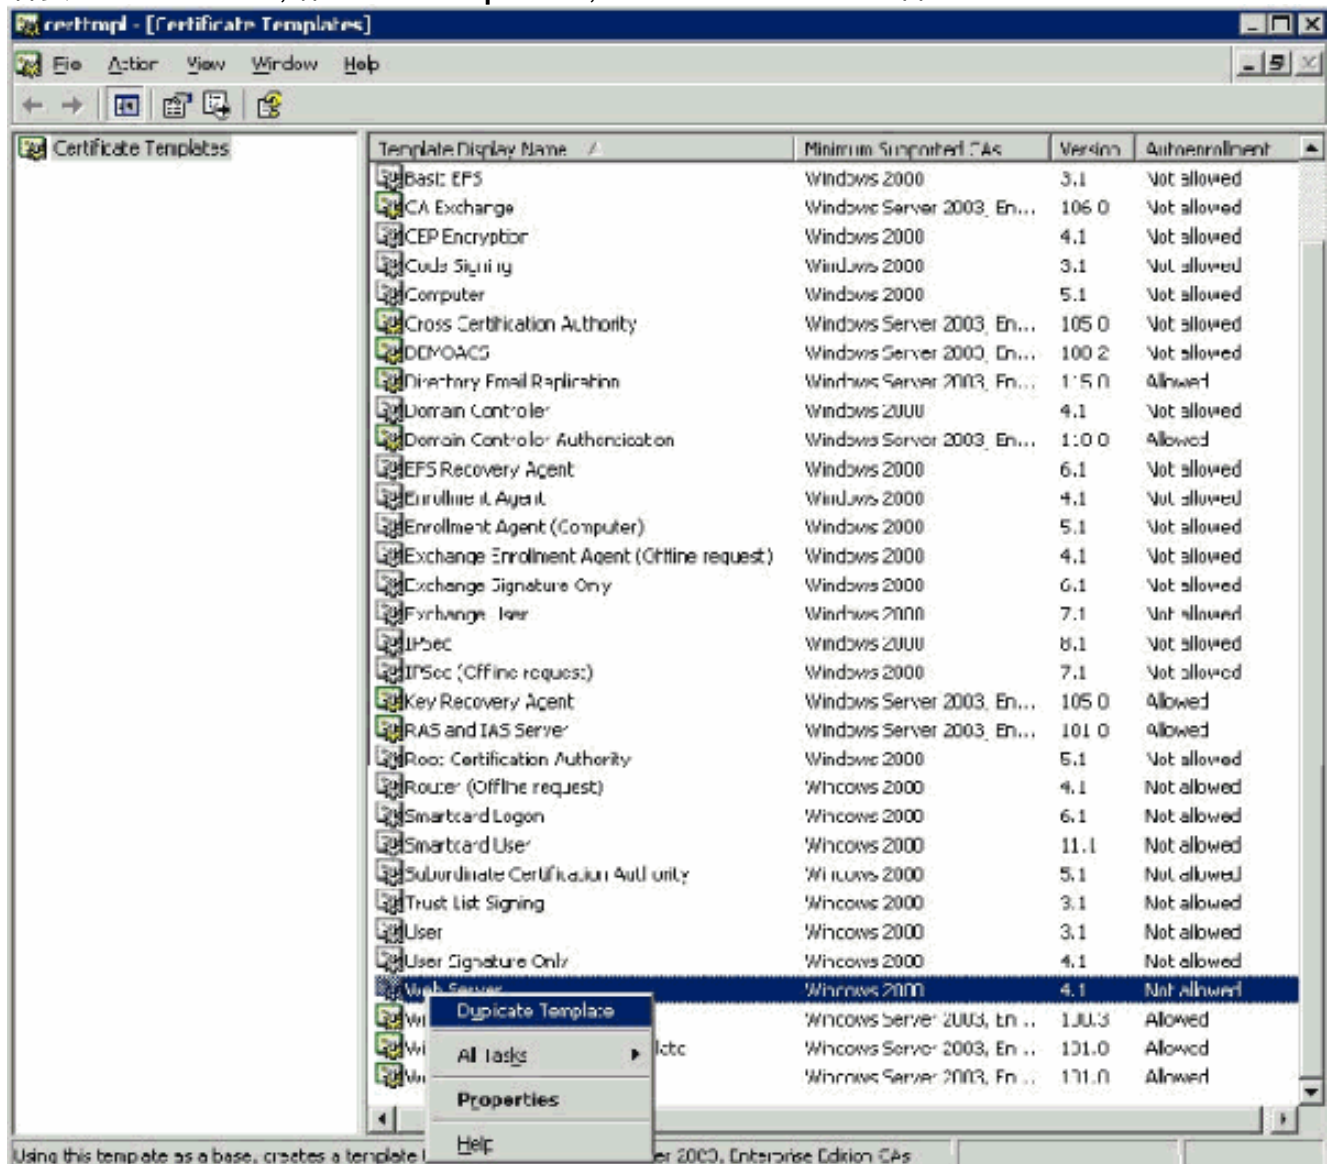 certtmpl - [Certificate Templates]
File Action View Window Help
Certificate Templates
Template Display Name Minimum Supported CAs Version Autoenrollment
Basic EFS Windows 2000 3.1 Not allowed
CA Exchange Windows Server 2003, En... 106.0 Not allowed
CEP Encryption Windows 2000 4.1 Not allowed
Code Signing Windows 2000 3.1 Not allowed
Computer Windows 2000 5.1 Not allowed
Cross Certification Authority Windows Server 2003, En... 105.0 Not allowed
DEMOACS Windows Server 2003, En... 100.2 Not allowed
Directory Email Replication Windows Server 2003, En... 115.0 Allowed
Domain Controller Windows 2000 4.1 Not allowed
Domain Controller Authentication Windows Server 2003, En... 110.0 Allowed
EFS Recovery Agent Windows 2000 6.1 Not allowed
Enrollment Agent Windows 2000 4.1 Not allowed
Enrollment Agent (Computer) Windows 2000 5.1 Not allowed
Exchange Enrollment Agent (Offline request) Windows 2000 4.1 Not allowed
Exchange Signature Only Windows 2000 6.1 Not allowed
Exchange User Windows 2000 7.1 Not allowed
IPSec Windows 2000 8.1 Not allowed
IPSec (Offline request) Windows 2000 7.1 Not allowed
Key Recovery Agent Windows Server 2003, En... 105.0 Allowed
RAS and IAS Server Windows Server 2003, En... 101.0 Allowed
Root Certification Authority Windows 2000 5.1 Not allowed
Router (Offline request) Windows 2000 4.1 Not allowed
Smartcard Logon Windows 2000 6.1 Not allowed
Smartcard User Windows 2000 11.1 Not allowed
Subordinate Certification Authority Windows 2000 5.1 Not allowed
Trust List Signing Windows 2000 3.1 Not allowed
User Windows 2000 3.1 Not allowed
User Signature Only Windows 2000 4.1 Not allowed
Web Server Windows 2000 4.1 Not allowed
Windows Server 2003, En... Allowed
Windows Server 2003, En... 101.0 Allowed
Windows Server 2003, En... 101.0 Allowed
Duplicate Template
All Tasks
Properties
Help
Using this template as a base, creates a template er 2003, Enterprise Edition CAs